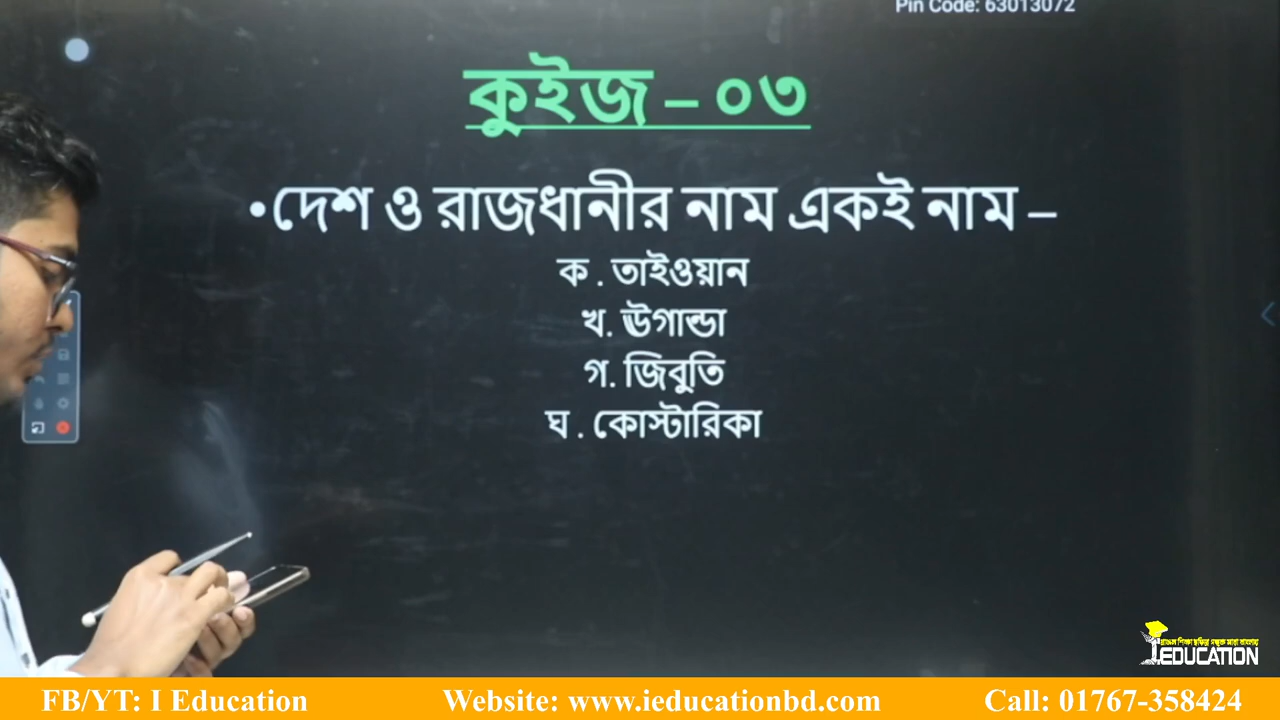 Pin Code: 63013072
কুইজ – ০৩
•দেশ ও রাজধানীর নাম একই নাম –
ক . তাইওয়ান
খ. ঊগান্ডা
গ. জিবুতি
ঘ . কোস্টারিকা
IEDUCATION
FB/YT: I Education
Website: www.ieducationbd.com
Call: 01767-358424